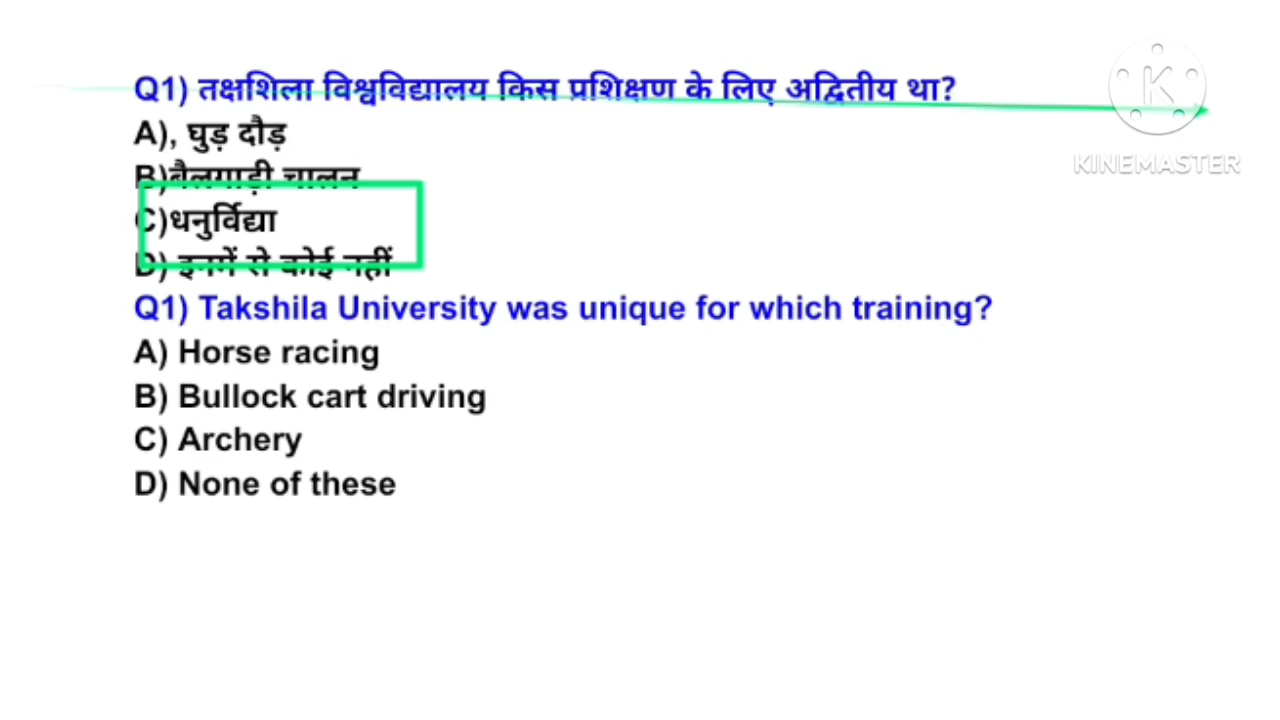 Q1) तक्षशिला विश्वविद्यालय किस प्रशिक्षण के लिए अद्वितीय था?
A), घुड़ दौड़
B)बैलगाड़ी चालन
C)धनुर्विद्या
D) इनमें से कोई नहीं
Q1) Takshila University was unique for which training?
A) Horse racing
B) Bullock cart driving
C) Archery
D) None of these
K
KINEMASTER